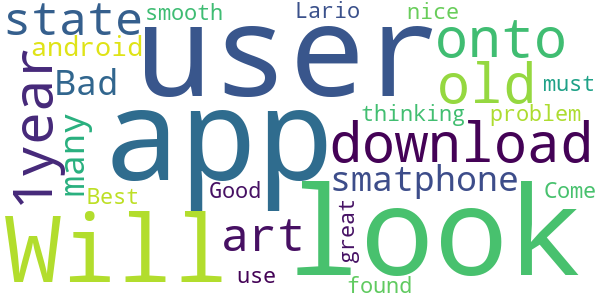 smooth Lario nice
state user onto
android
Bad old must
1year many app thinking problem
download
smatphone
Best Good Come
Will art great look
use found